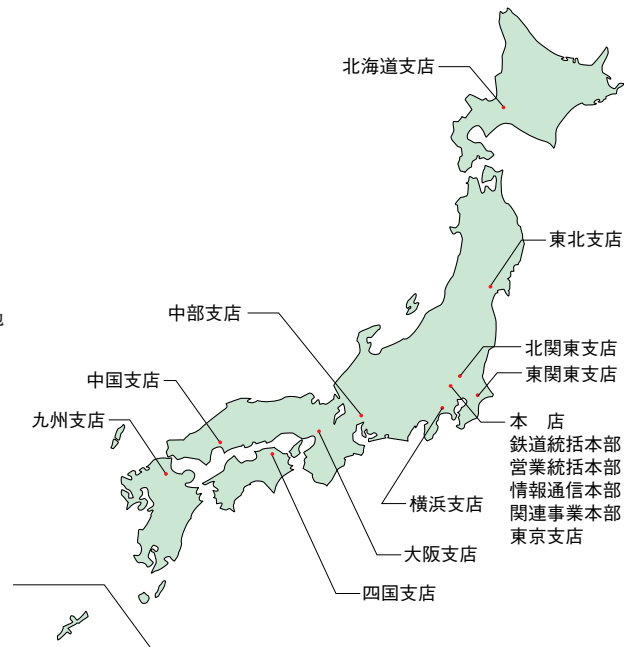 北海道支店
東北支店
中部支店
北関東支店
中国支店
東関東支店
九州支店
本　店
鉄道統括本部
営業統括本部
情報通信本部
関連事業本部
東京支店
横浜支店
大阪支店
四国支店